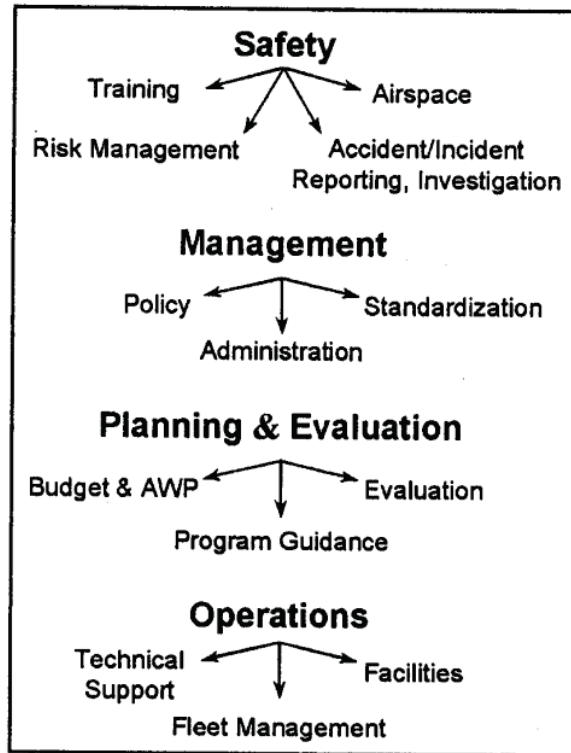 Safety
Training
Airspace
Risk Management
Accident/Incident
Reporting, Investigation
Management
Policy
Standardization
Administration
Planning & Evaluation
Budget & AWP
Evaluation
Program Guidance
Operations
Technical
Support
Facilities
Fleet Management